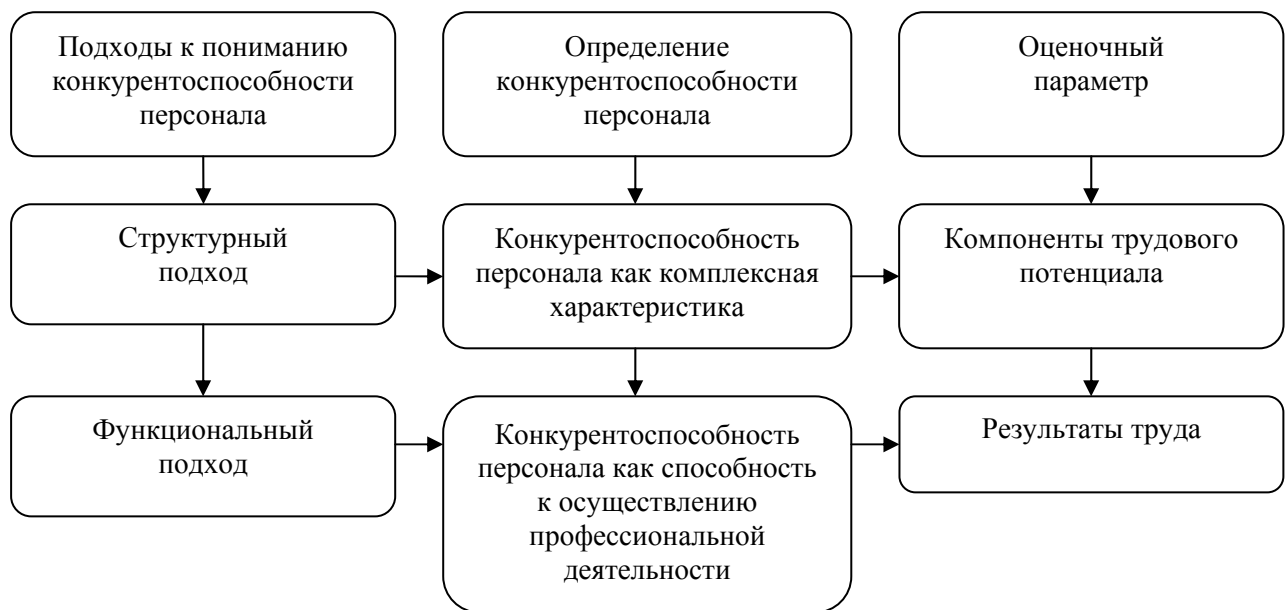 Подходы к пониманию
конкурентоспособности
персонала
Определение
конкурентоспособности
персонала
Оценочный
параметр
Структурный
подход
Конкурентоспособность
персонала как комплексная
характеристика
Компоненты трудового
потенциала
Функциональный
подход
Конкурентоспособность
персонала как способность
к осуществлению
профессиональной
деятельности
Результаты труда